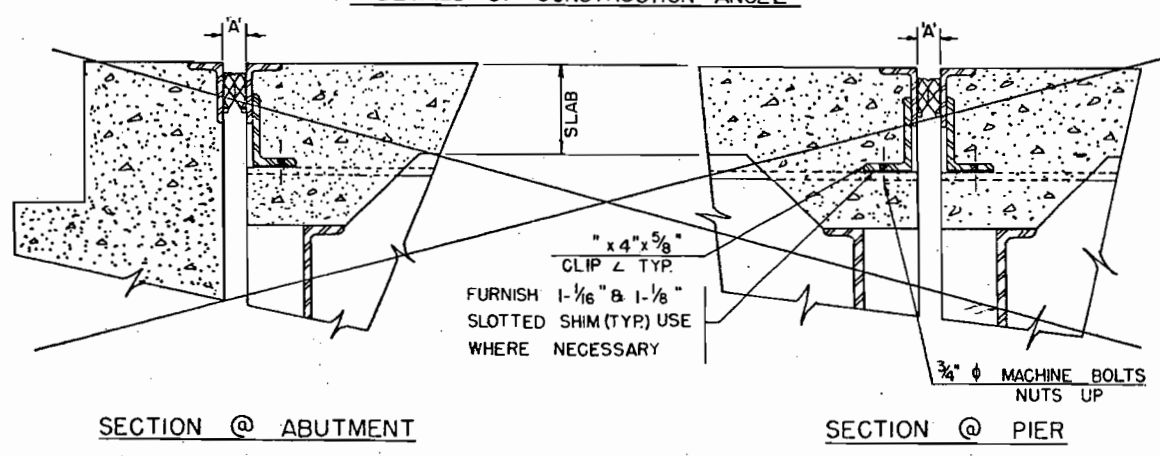 'A'
'A'
SLAB
" x 4" x 5/8"
CLIP ∠ TYP.
FURNISH 1-1/16" & 1-1/8"
SLOTTED SHIM (TYP.) USE
WHERE NECESSARY
3/4" ϕ MACHINE BOLTS
NUTS UP
SECTION @ ABUTMENT
SECTION @ PIER